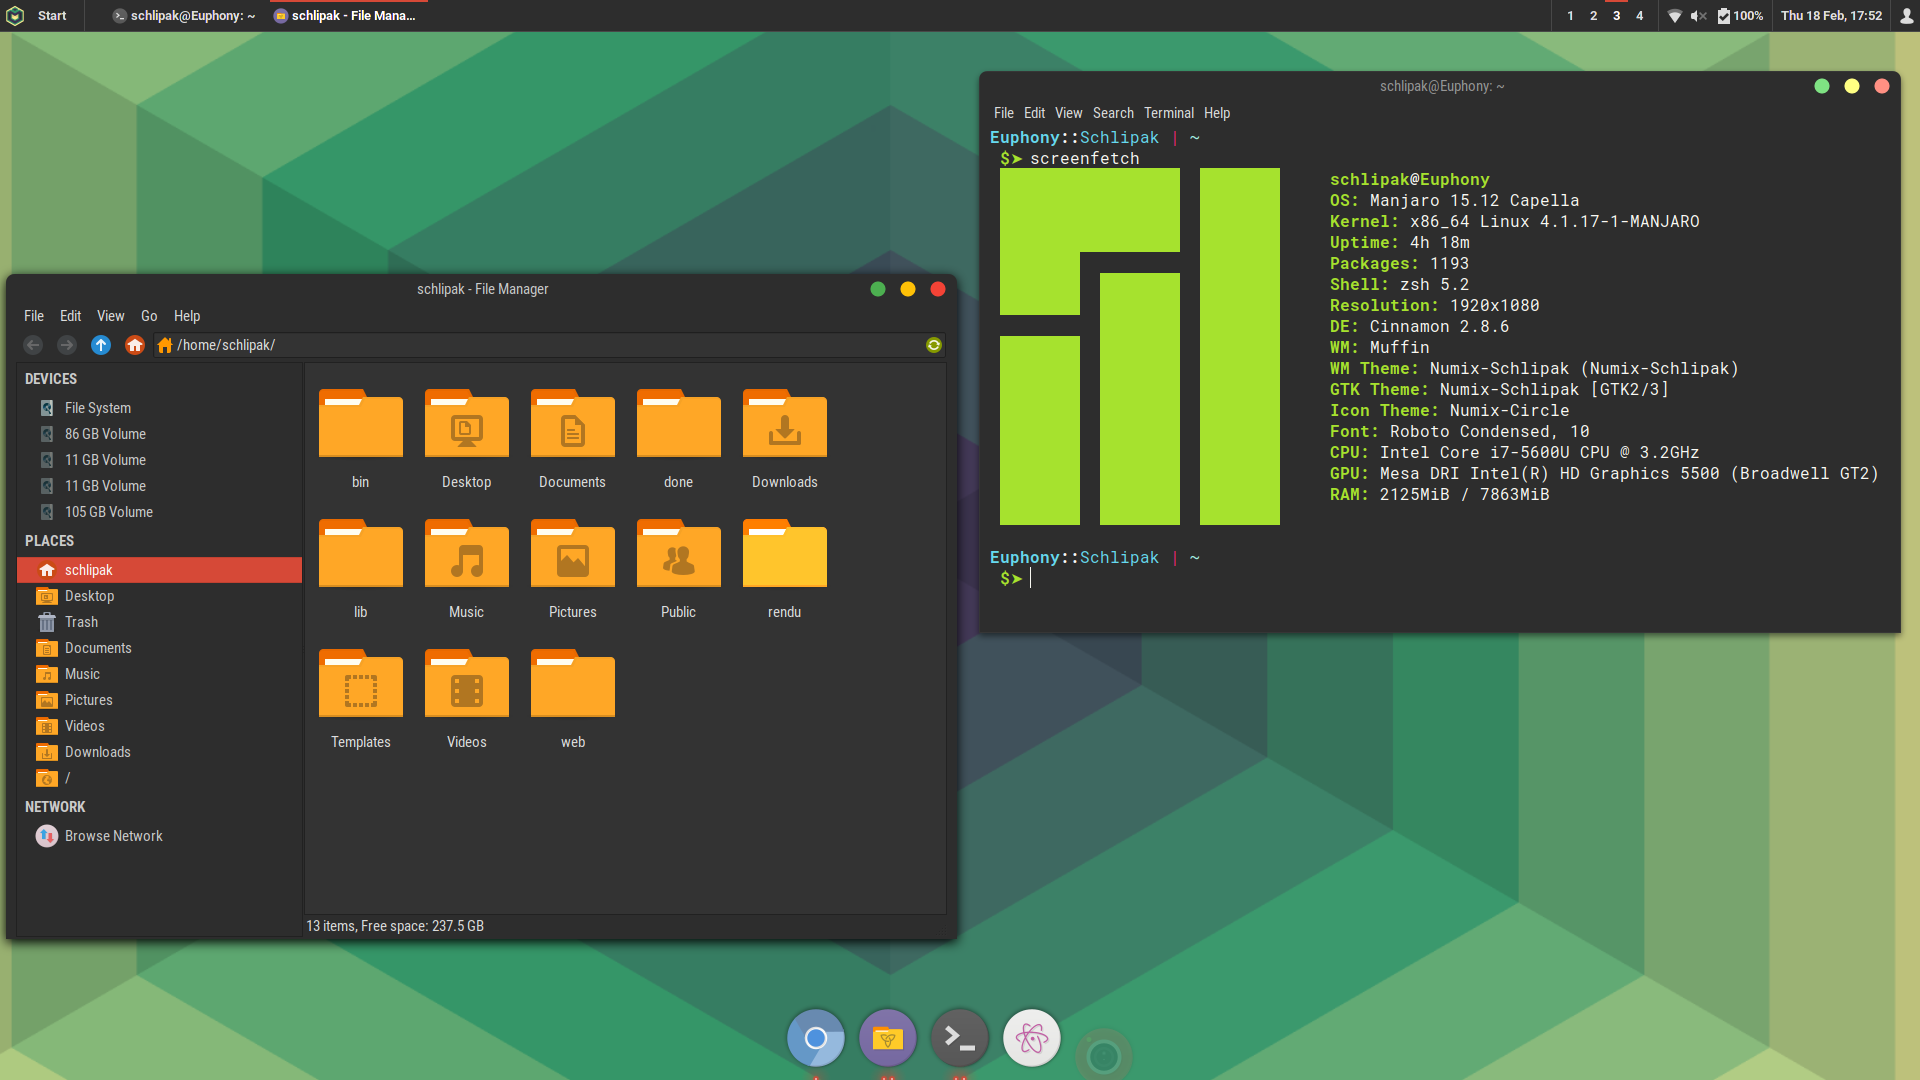 Start
schlipak@Euphony: ~
schlipak - File Mana...
1 2 3 4
100%
Thu 18 Feb, 17:52
schlipak - File Manager
File Edit View Go Help
/home/schlipak/
DEVICES
File System
86 GB Volume
11 GB Volume
11 GB Volume
105 GB Volume
PLACES
schlipak
Desktop
Trash
Documents
Music
Pictures
Videos
Downloads
/
NETWORK
Browse Network
bin Desktop Documents done Downloads
lib Music Pictures Public rendu
Templates Videos web
13 items, Free space: 237.5 GB
schlipak@Euphony: ~
File Edit View Search Terminal Help
Euphony::Schlipak | ~
$➤ screenfetch
schlipak@Euphony
OS: Manjaro 15.12 Capella
Kernel: x86_64 Linux 4.1.17-1-MANJARO
Uptime: 4h 18m
Packages: 1193
Shell: zsh 5.2
Resolution: 1920x1080
DE: Cinnamon 2.8.6
WM: Muffin
WM Theme: Numix-Schlipak (Numix-Schlipak)
GTK Theme: Numix-Schlipak [GTK2/3]
Icon Theme: Numix-Circle
Font: Roboto Condensed, 10
CPU: Intel Core i7-5600U CPU @ 3.2GHz
GPU: Mesa DRI Intel(R) HD Graphics 5500 (Broadwell GT2)
RAM: 2125MiB / 7863MiB
Euphony::Schlipak | ~
$➤